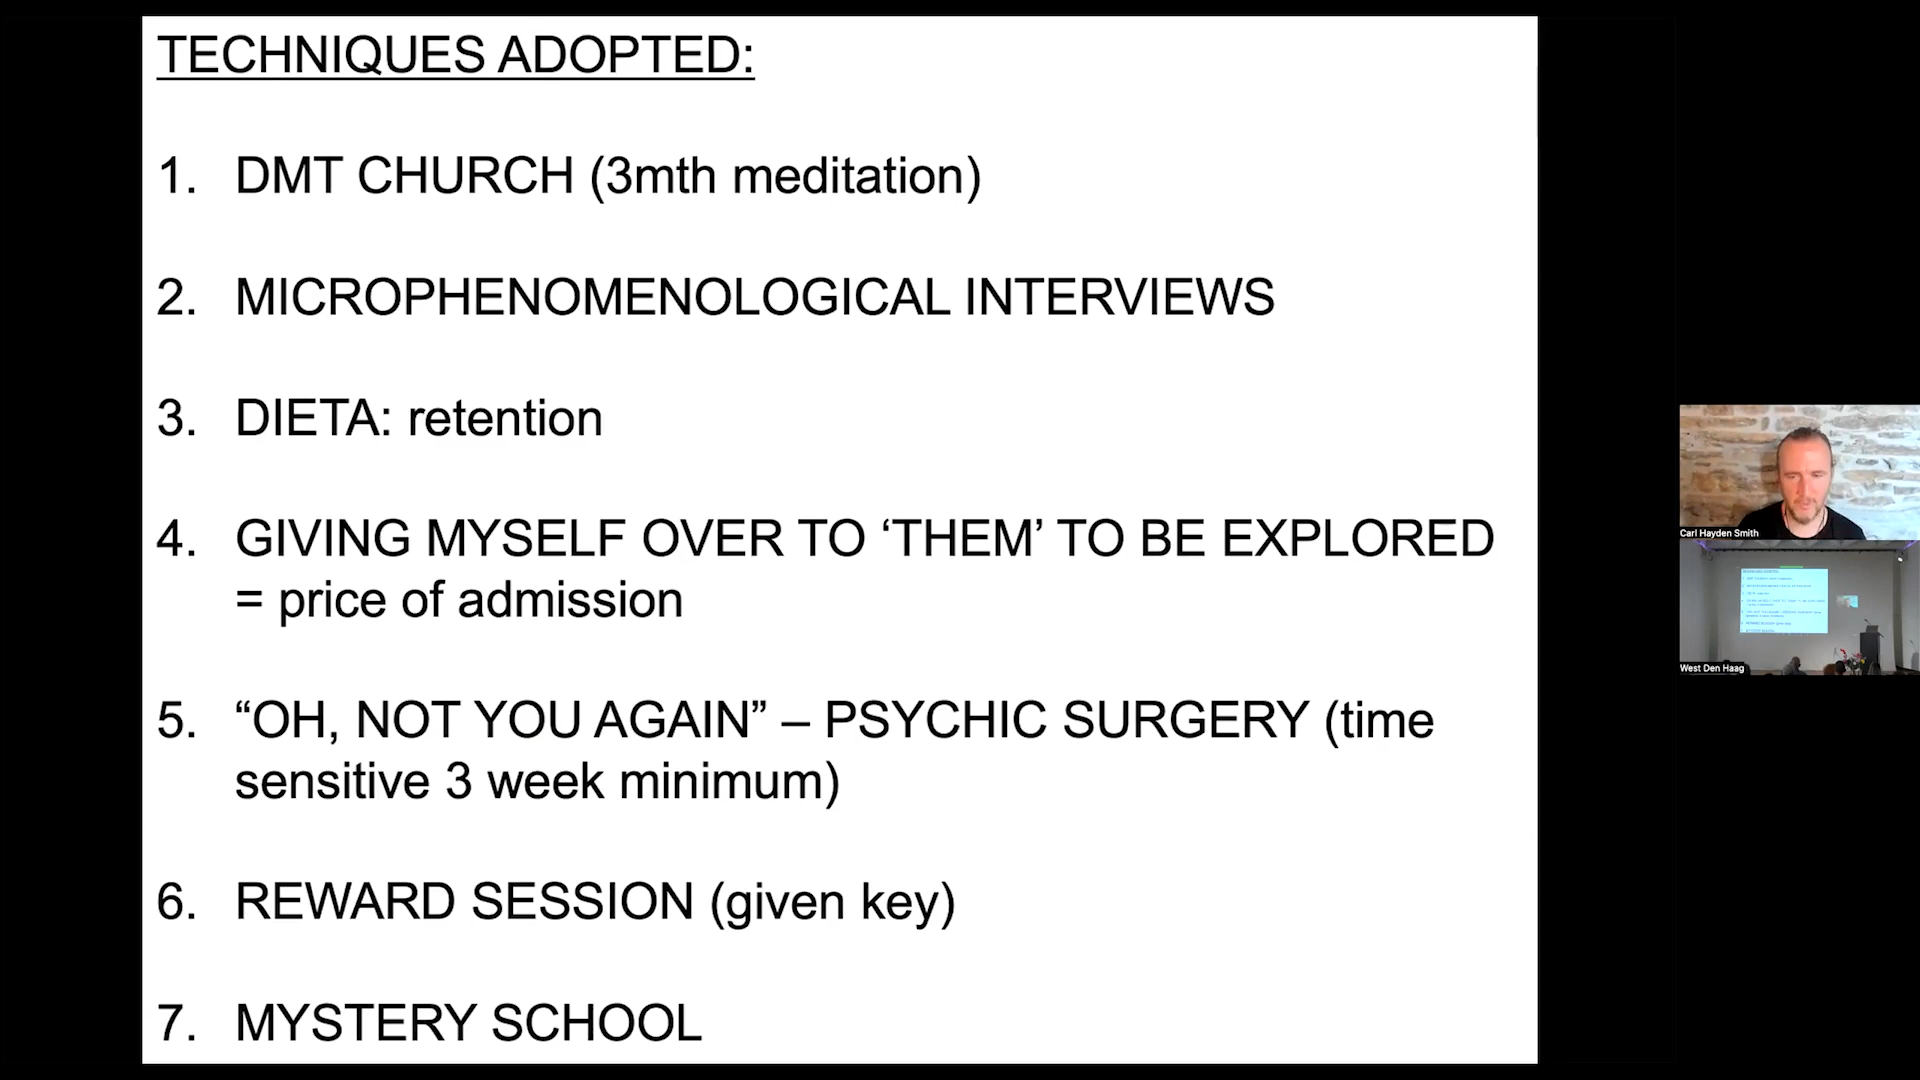 TECHNIQUES ADOPTED:
1. DMT CHURCH (3mth meditation)
2. MICROPHENOMENOLOGICAL INTERVIEWS
3. DIETA: retention
4. GIVING MYSELF OVER TO ‘THEM’ TO BE EXPLORED
= price of admission
5. “OH, NOT YOU AGAIN” – PSYCHIC SURGERY (time
sensitive 3 week minimum)
6. REWARD SESSION (given key)
7. MYSTERY SCHOOL
Carl Hayden Smith
West Den Haag